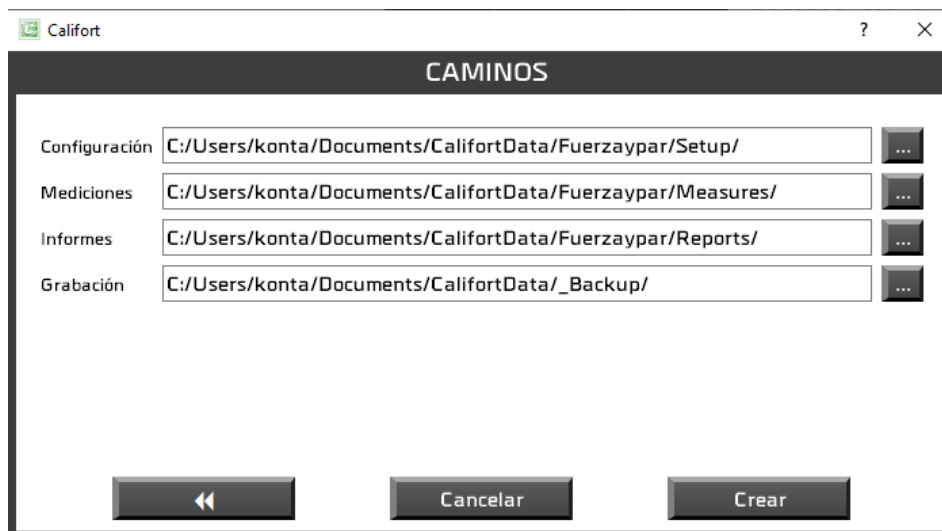 Califort
?
CAMINOS
Configuración C:/Users/konta/Documents/CalifortData/Fuerzaypar/Setup/ ...
Mediciones C:/Users/konta/Documents/CalifortData/Fuerzaypar/Measures/ ...
Informes C:/Users/konta/Documents/CalifortData/Fuerzaypar/Reports/ ...
Grabación C:/Users/konta/Documents/CalifortData/_Backup/ ...
Cancelar Crear